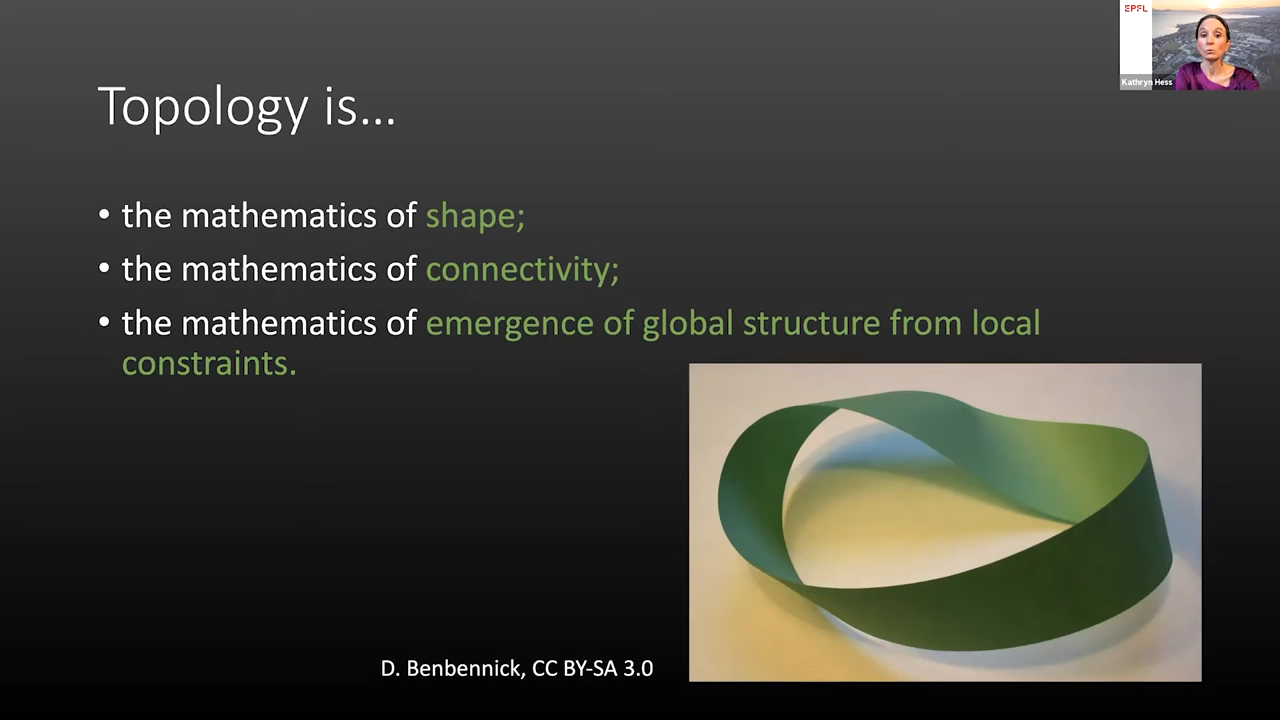 EPFL
Kathryn Hess
Topology is...
• the mathematics of shape;
• the mathematics of connectivity;
• the mathematics of emergence of global structure from local
constraints.
D. Benbennick, CC BY-SA 3.0